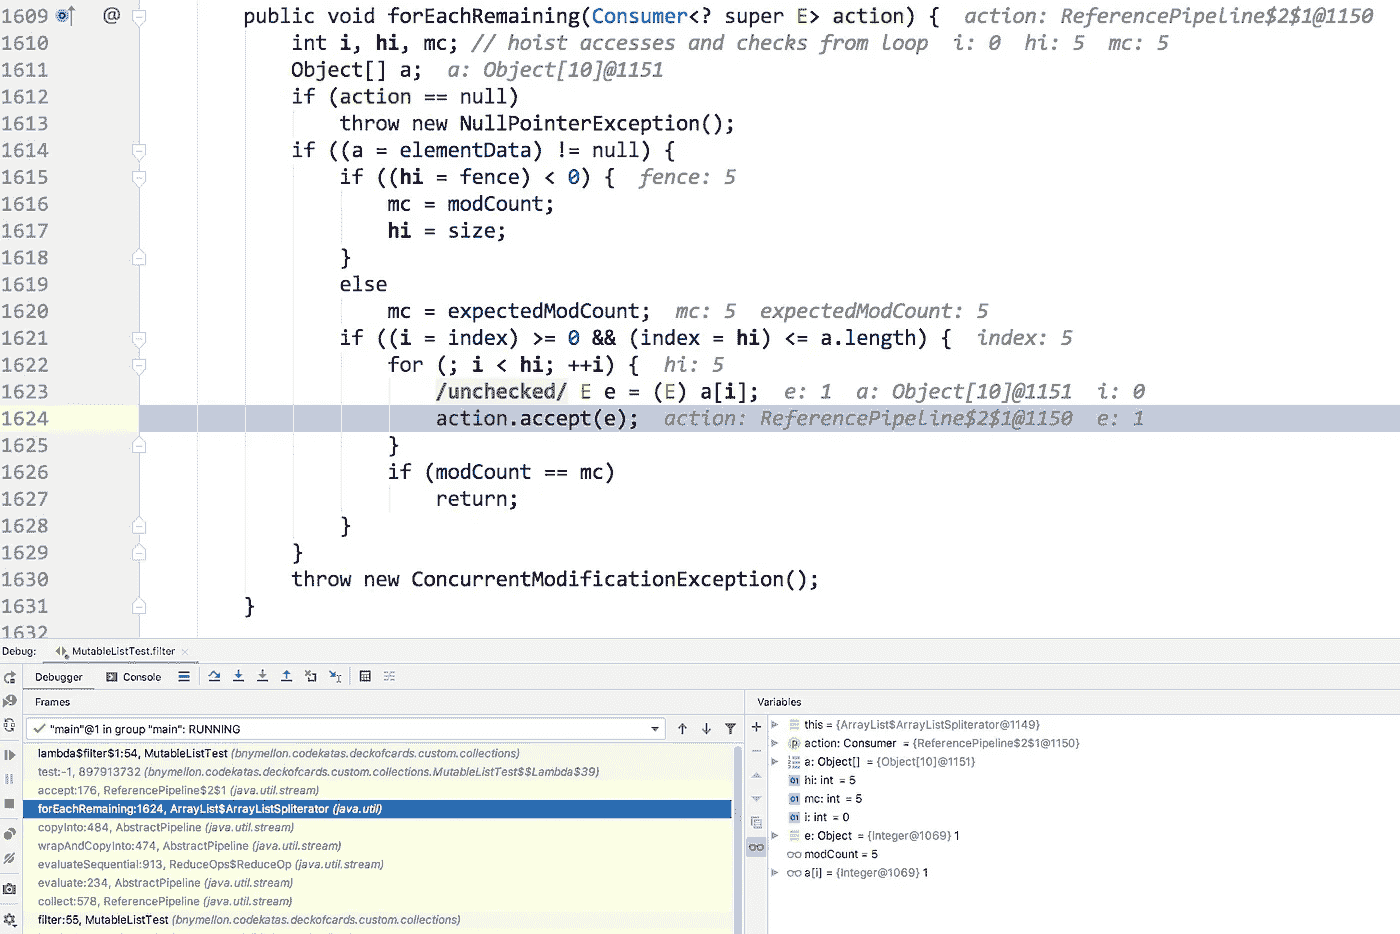 1609 @ public void forEachRemaining(Consumer<? super E> action) { action: ReferencePipeline$2$1@1150
1610 int i, hi, mc; // hoist accesses and checks from loop i: 0 hi: 5 mc: 5
1611 Object[] a; a: Object[10]@1151
1612 if (action == null)
1613 throw new NullPointerException();
1614 if ((a = elementData) != null) {
1615 if ((hi = fence) < 0) { fence: 5
1616 mc = modCount;
1617 hi = size;
1618 }
1619 else
1620 mc = expectedModCount; mc: 5 expectedModCount: 5
1621 if ((i = index) >= 0 && (index = hi) <= a.length) { index: 5
1622 for (; i < hi; ++i) { hi: 5
1623 /unchecked/ E e = (E) a[i]; e: 1 a: Object[10]@1151 i: 0
1624 action.accept(e); action: ReferencePipeline$2$1@1150 e: 1
1625 }
1626 if (modCount == mc)
1627 return;
1628 }
1629 }
1630 throw new ConcurrentModificationException();
1631 }
1632
Debug: MutableListTest.filter
Debugger Console
Frames
"main"@1 in group "main": RUNNING
lambda$filter$1:54, MutableListTest (bnymellon.codekatas.deckofcards.custom.collections)
test:-1, 897913732 (bnymellon.codekatas.deckofcards.custom.collections.MutableListTest$$Lambda$39)
accept:176, ReferencePipeline$2$1 (java.util.stream)
forEachRemaining:1624, ArrayList$ArrayListSpliterator (java.util)
copyInto:484, AbstractPipeline (java.util.stream)
wrapAndCopyInto:474, AbstractPipeline (java.util.stream)
evaluateSequential:913, ReduceOps$ReduceOp (java.util.stream)
evaluate:234, AbstractPipeline (java.util.stream)
collect:578, ReferencePipeline (java.util.stream)
filter:55, MutableListTest (bnymellon.codekatas.deckofcards.custom.collections)
Variables
this = {ArrayList$ArrayListSpliterator@1149}
action: Consumer = {ReferencePipeline$2$1@1150}
a: Object[] = {Object[10]@1151}
hi: int = 5
mc: int = 5
i: int = 0
e: Object = {Integer@1069} 1
modCount = 5
a[i] = {Integer@1069} 1